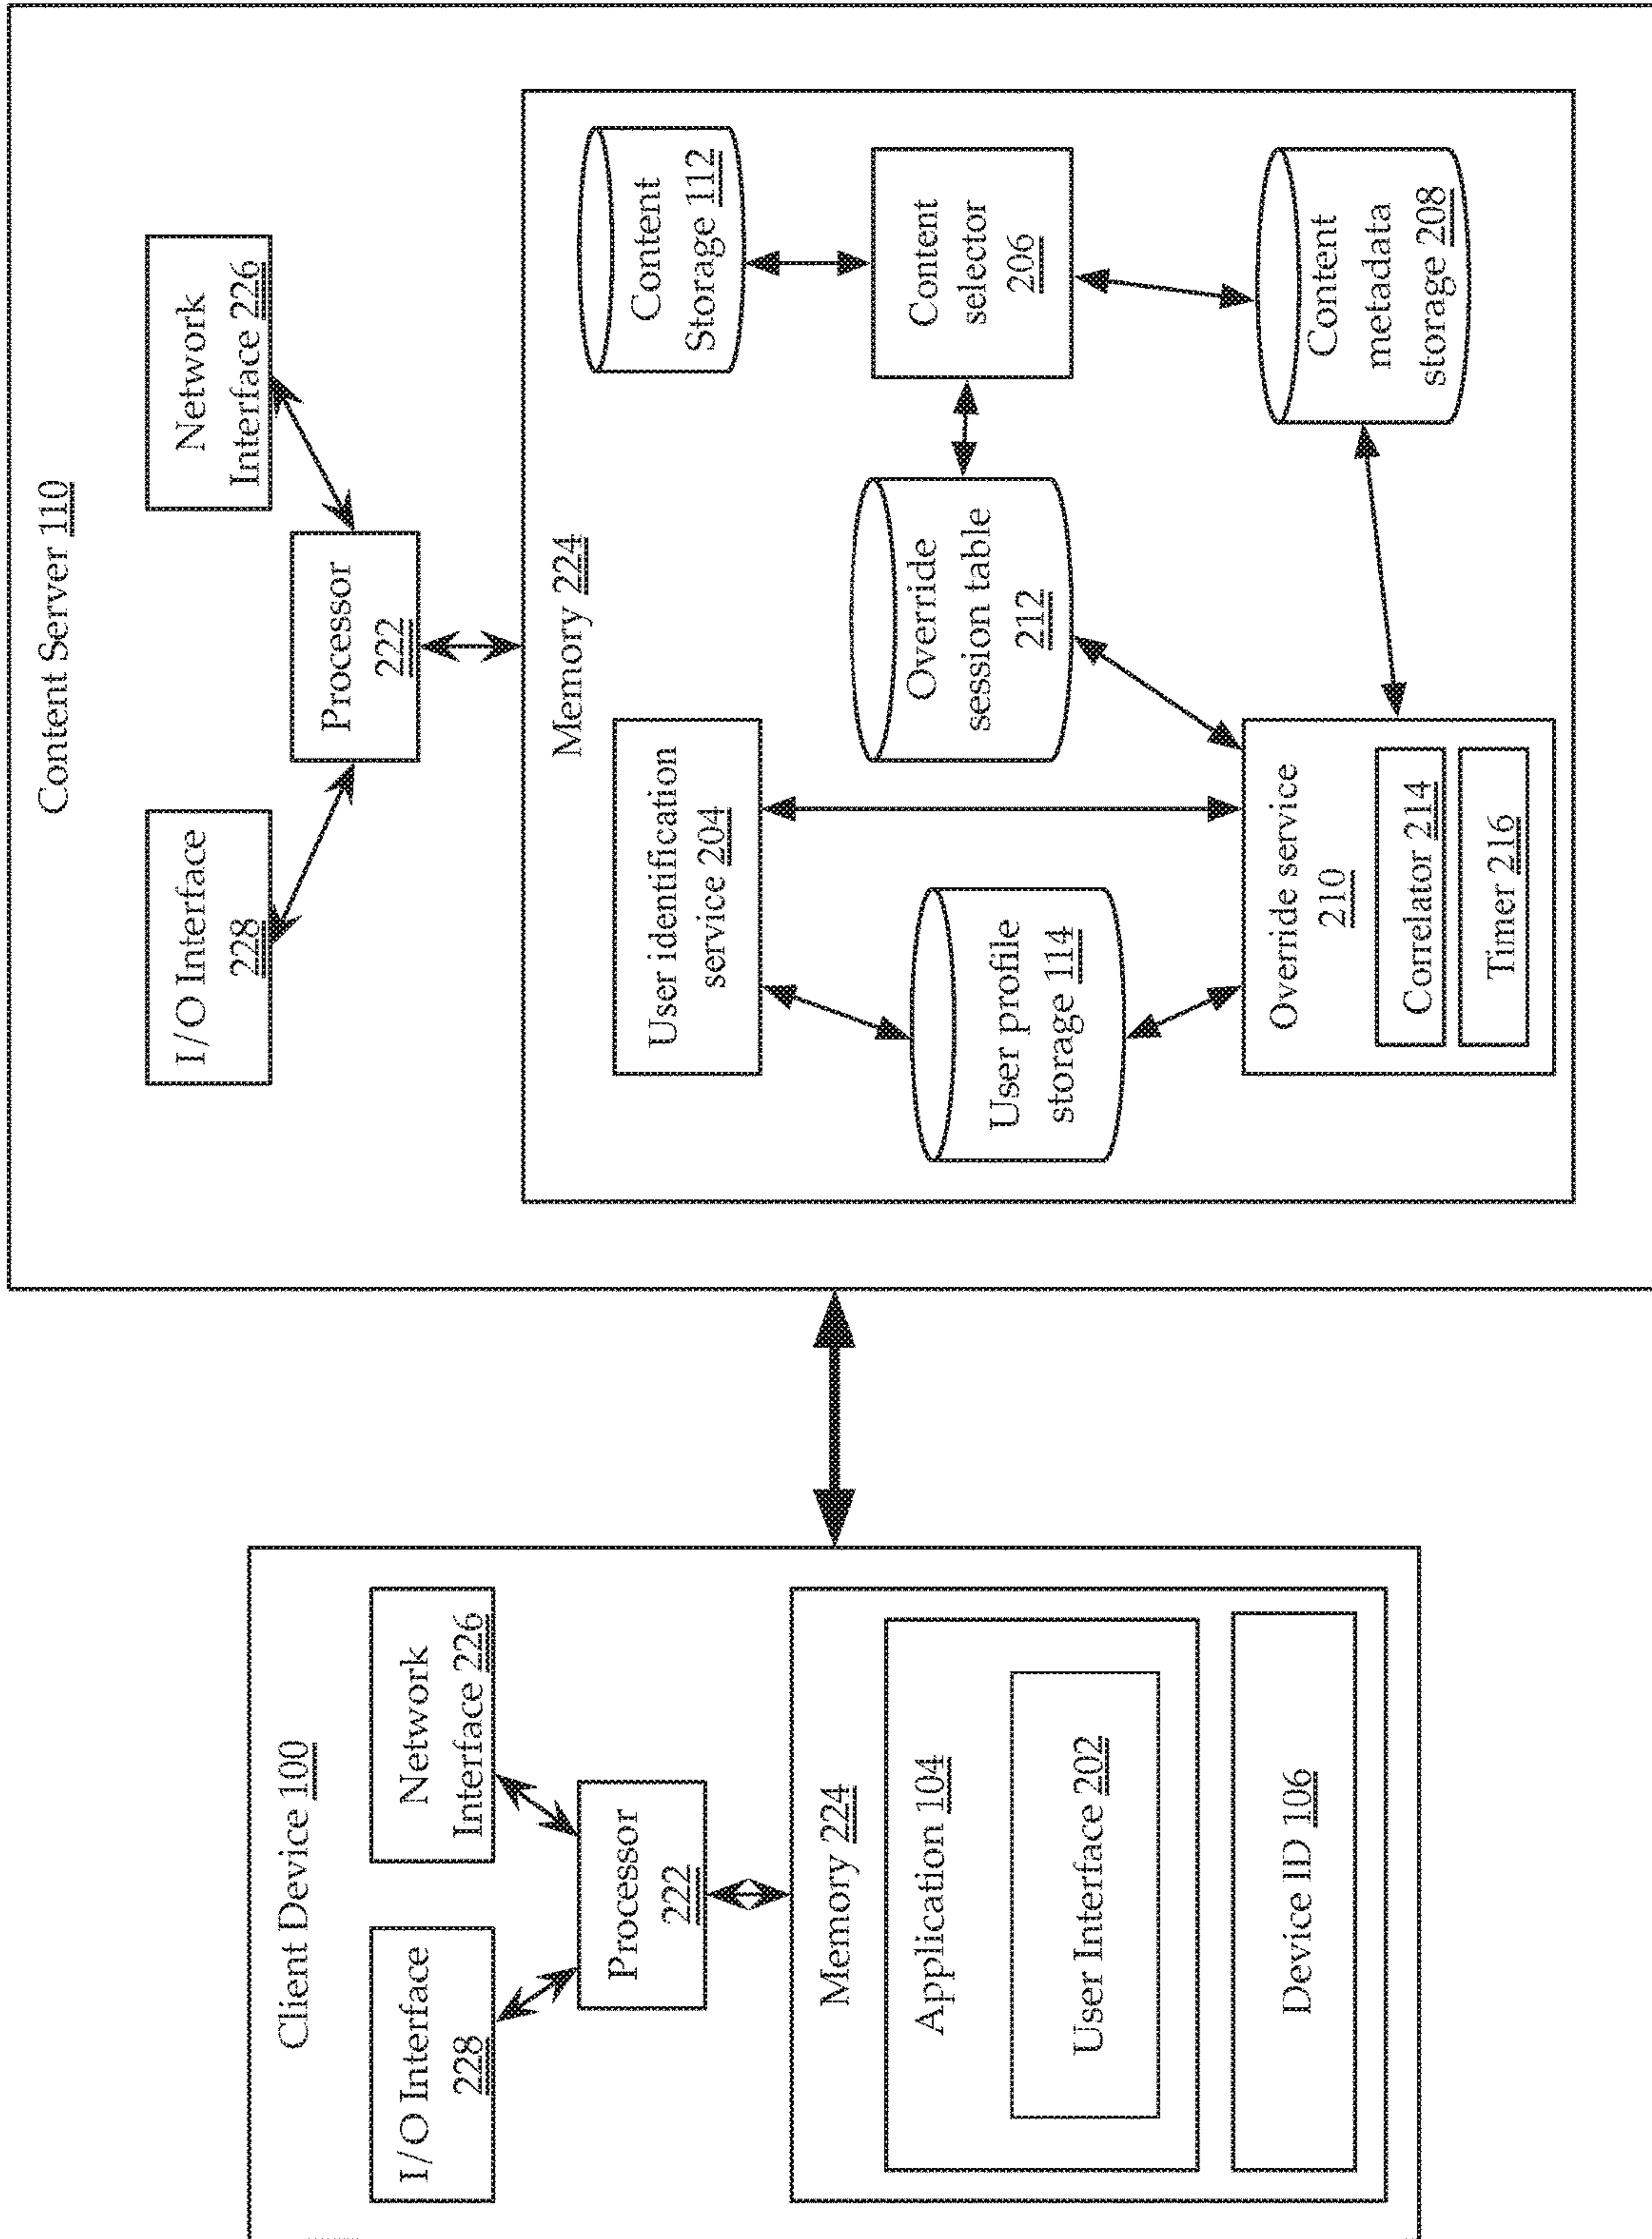 Client Device 100
I/O Interface
228
Network
Interface 226
Processor
222
Memory 224
Application 104
User Interface 202
Device ID 106
Content Server 110
I/O Interface
228
Network
Interface 226
Processor
222
Memory 224
User identification
service 204
User profile
storage 114
Override service
210
Correlator 214
Timer 216
Override
session table
212
Content
Storage 112
Content
selector
206
Content
metadata
storage 208